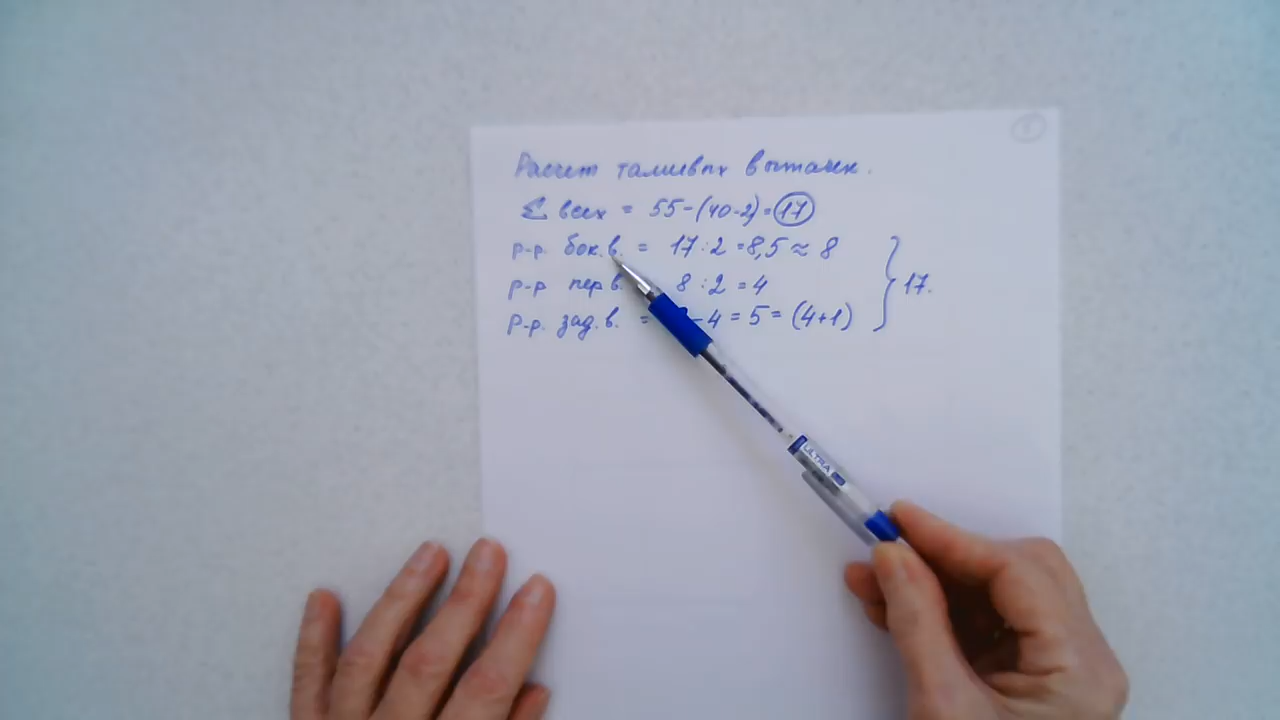 Расчет талиевых вытачек.
Σ всех = 55-(40-2)=17
р-р. бок.в. = 17:2 =8,5≈8
р-р пер в. 8:2 =4
р-р. зад.в. = -4 =5= (4+1)
17.
ULTRA